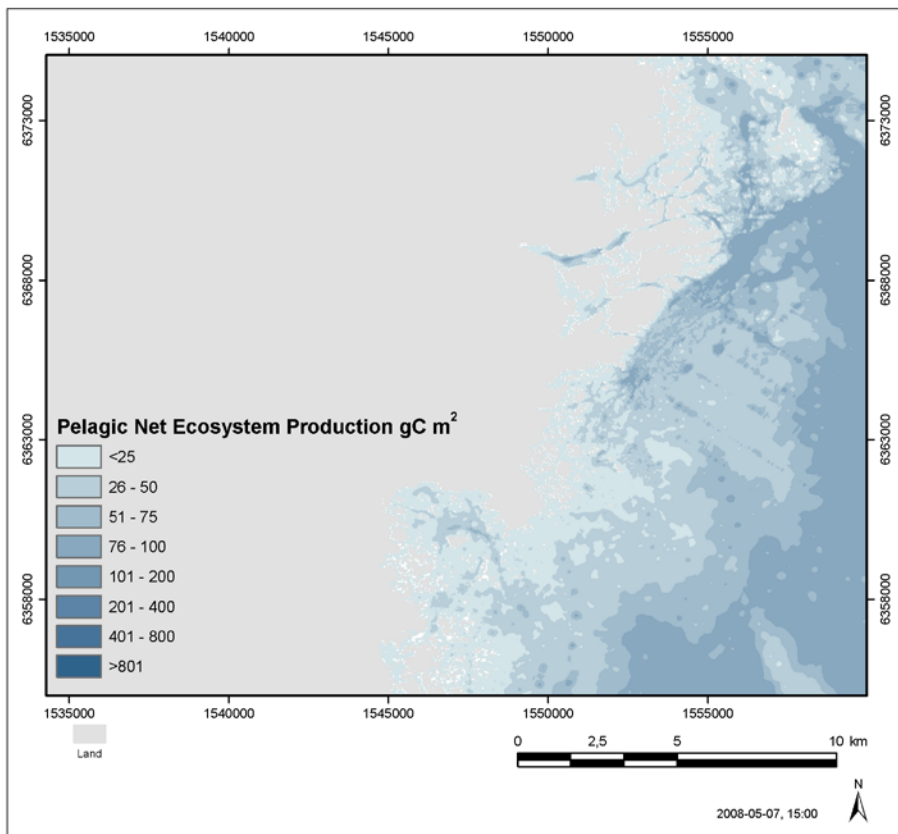 1535000 1540000 1545000 1550000 1555000
6373000 6373000
6368000 6368000
Pelagic Net Ecosystem Production gC m²
6363000 6363000
<25
26 - 50
51 - 75
76 - 100
101 - 200
6358000 6358000
201 - 400
401 - 800
>801
1535000 1540000 1545000 1550000 1555000
Land
0 2,5 5 10 km
N
2008-05-07, 15:00